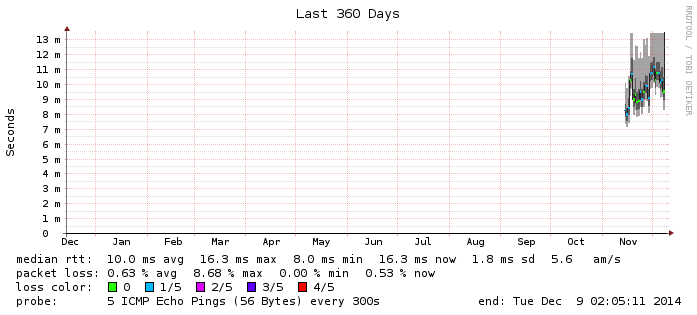 Last 360 Days
RRDTOOL / TOBI OETIKER
Seconds
13 m
12 m
11 m
10 m
9 m
8 m
7 m
6 m
5 m
4 m
3 m
2 m
1 m
0
Dec Jan Feb Mar Apr May Jun Jul Aug Sep Oct Nov
median rtt: 10.0 ms avg 16.3 ms max 8.0 ms min 16.3 ms now 1.8 ms sd 5.6 am/s
packet loss: 0.63 % avg 8.68 % max 0.00 % min 0.53 % now
loss color: 0 1/5 2/5 3/5 4/5
probe: 5 ICMP Echo Pings (56 Bytes) every 300s end: Tue Dec 9 02:05:11 2014